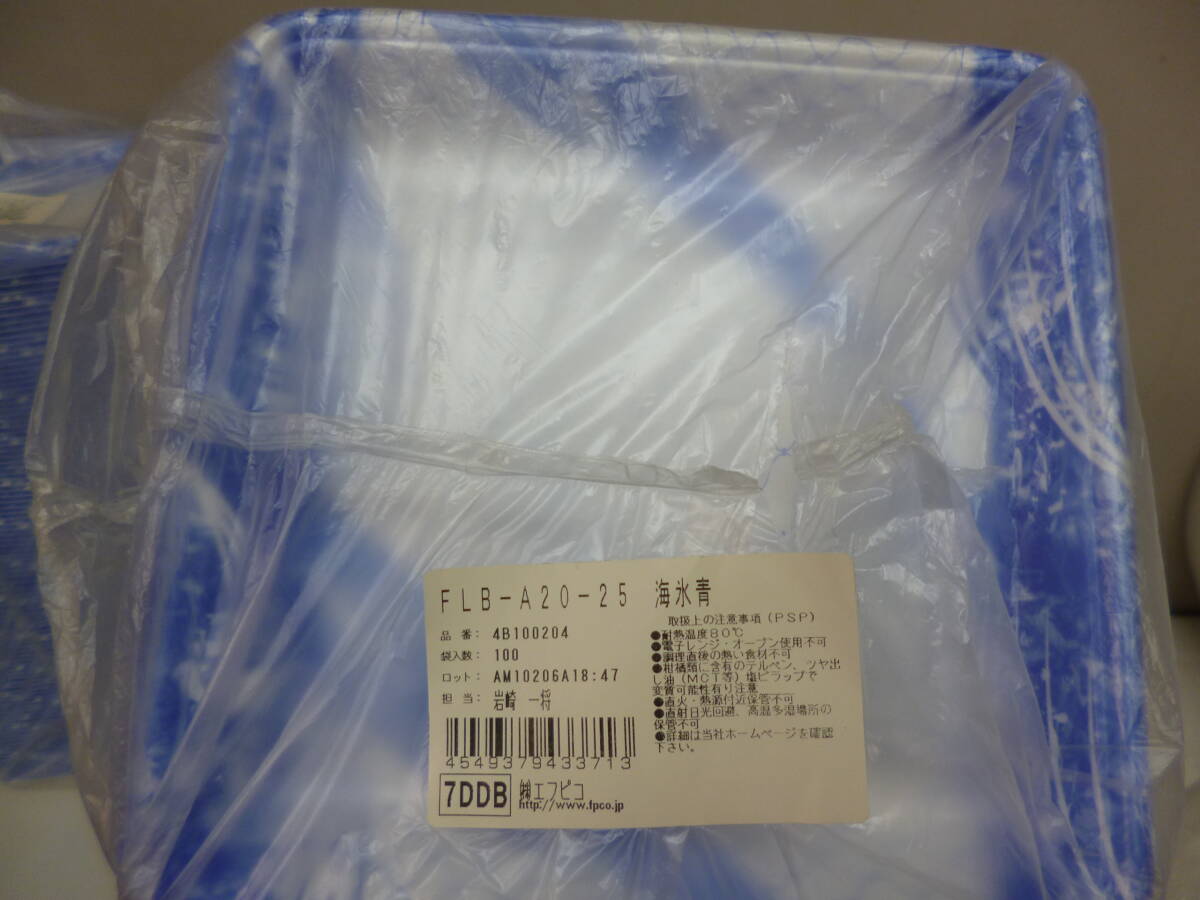 FLB-A20-25 海氷青
品番: 4B100204
袋入数: 100
ロット: AM10206A18:47
担当: 岩崎 一将
4549379433713
7DDB ㈱エフピコ
http://www.fpco.jp
取扱上の注意事項(PSP)
●耐熱温度80℃
●電子レンジ・オーブン使用不可
●調理直後の熱い食材不可
●柑橘類に含有のテルペン、ツヤ出
し油(MCT等)塩ビラップで
変質可能性有り注意
●直火・熱源付近保管不可
●直射日光回避、高温多湿場所の
保管不可
●詳細は当社ホームページを確認
下さい。